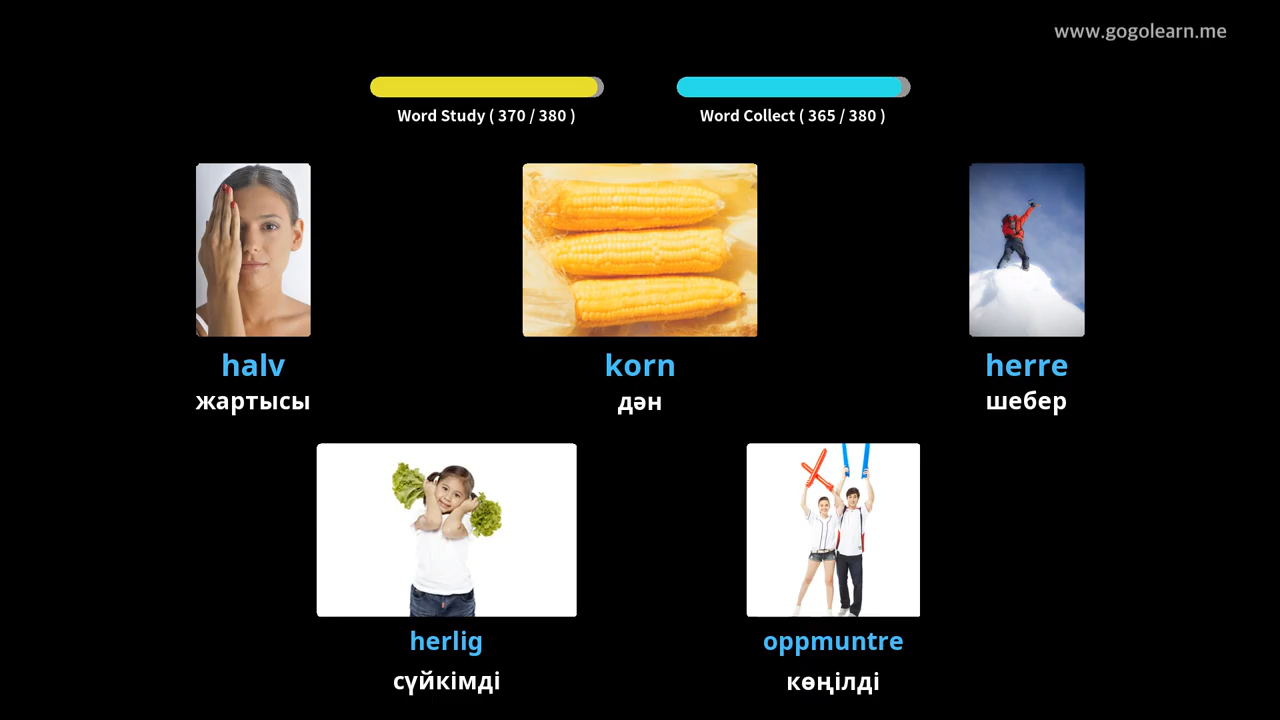 www.gogolearn.me
Word Study ( 370 / 380 )
Word Collect ( 365 / 380 )
halv
жартысы
korn
дән
herre
шебер
herlig
сүйкімді
oppmuntre
көңілді